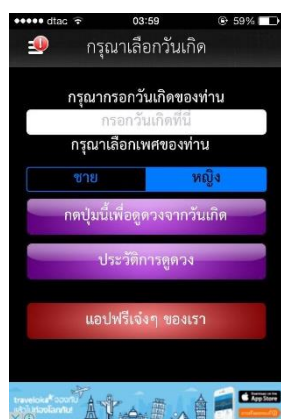 dtac 03:59 59%
กรุณาเลือกวันเกิด
กรุณากรอกวันเกิดของท่าน
กรอกวันเกิดที่นี่
กรุณาเลือกเพศของท่าน
ชาย หญิง
กดปุ่มนี้เพื่อดูดวงจากวันเกิด
ประวัติการดูดวง
แอปฟรีเจ๋งๆ ของเรา
traveloka
App Store